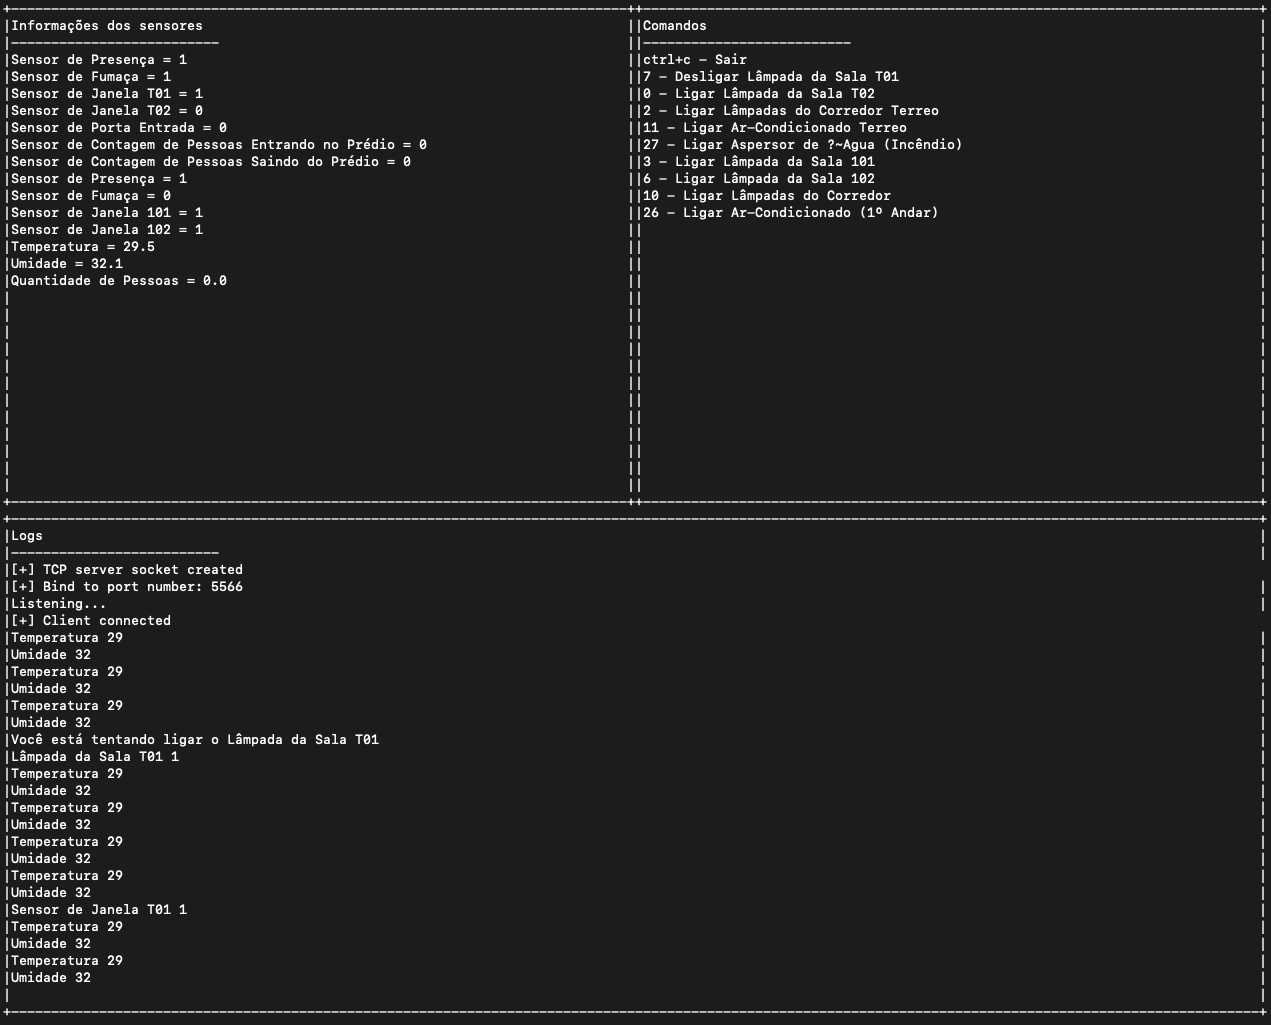 Informações dos sensores
--------------------------
Sensor de Presença = 1
Sensor de Fumaça = 1
Sensor de Janela T01 = 1
Sensor de Janela T02 = 0
Sensor de Porta Entrada = 0
Sensor de Contagem de Pessoas Entrando no Prédio = 0
Sensor de Contagem de Pessoas Saindo do Prédio = 0
Sensor de Presença = 1
Sensor de Fumaça = 0
Sensor de Janela 101 = 1
Sensor de Janela 102 = 1
Temperatura = 29.5
Umidade = 32.1
Quantidade de Pessoas = 0.0
Comandos
--------------------------
ctrl+c - Sair
7 - Desligar Lâmpada da Sala T01
0 - Ligar Lâmpada da Sala T02
2 - Ligar Lâmpadas do Corredor Terreo
11 - Ligar Ar-Condicionado Terreo
27 - Ligar Aspersor de ?~Agua (Incêndio)
3 - Ligar Lâmpada da Sala 101
6 - Ligar Lâmpada da Sala 102
10 - Ligar Lâmpadas do Corredor
26 - Ligar Ar-Condicionado (1º Andar)
Logs
--------------------------
[+] TCP server socket created
[+] Bind to port number: 5566
Listening...
[+] Client connected
Temperatura 29
Umidade 32
Temperatura 29
Umidade 32
Temperatura 29
Umidade 32
Você está tentando ligar o Lâmpada da Sala T01
Lâmpada da Sala T01 1
Temperatura 29
Umidade 32
Temperatura 29
Umidade 32
Temperatura 29
Umidade 32
Temperatura 29
Umidade 32
Sensor de Janela T01 1
Temperatura 29
Umidade 32
Temperatura 29
Umidade 32